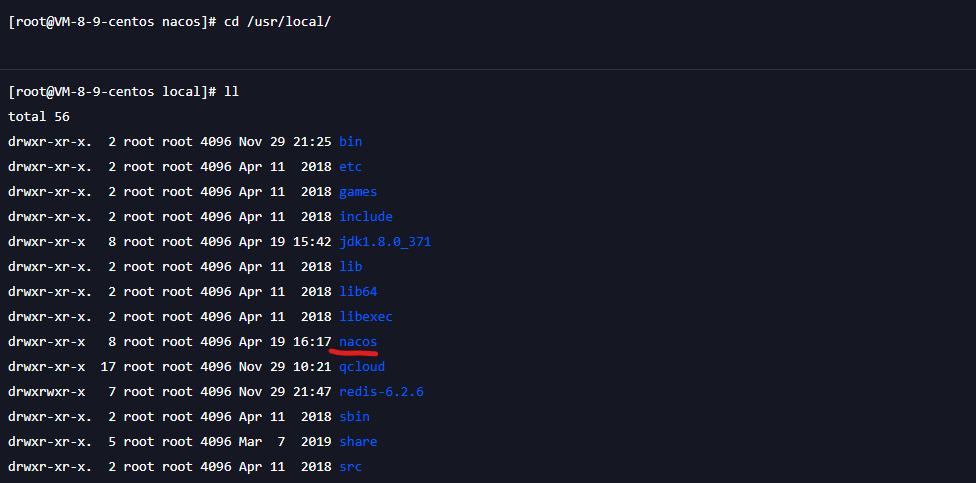 [root@VM-8-9-centos nacos]# cd /usr/local/
[root@VM-8-9-centos local]# ll
total 56
drwxr-xr-x.  2 root root 4096 Nov 29 21:25 bin
drwxr-xr-x.  2 root root 4096 Apr 11  2018 etc
drwxr-xr-x.  2 root root 4096 Apr 11  2018 games
drwxr-xr-x.  2 root root 4096 Apr 11  2018 include
drwxr-xr-x   8 root root 4096 Apr 19 15:42 jdk1.8.0_371
drwxr-xr-x.  2 root root 4096 Apr 11  2018 lib
drwxr-xr-x.  2 root root 4096 Apr 11  2018 lib64
drwxr-xr-x.  2 root root 4096 Apr 11  2018 libexec
drwxr-xr-x   8 root root 4096 Apr 19 16:17 nacos
drwxr-xr-x  17 root root 4096 Nov 29 10:21 qcloud
drwxrwxr-x   7 root root 4096 Nov 29 21:47 redis-6.2.6
drwxr-xr-x.  2 root root 4096 Apr 11  2018 sbin
drwxr-xr-x.  5 root root 4096 Mar  7  2019 share
drwxr-xr-x.  2 root root 4096 Apr 11  2018 src